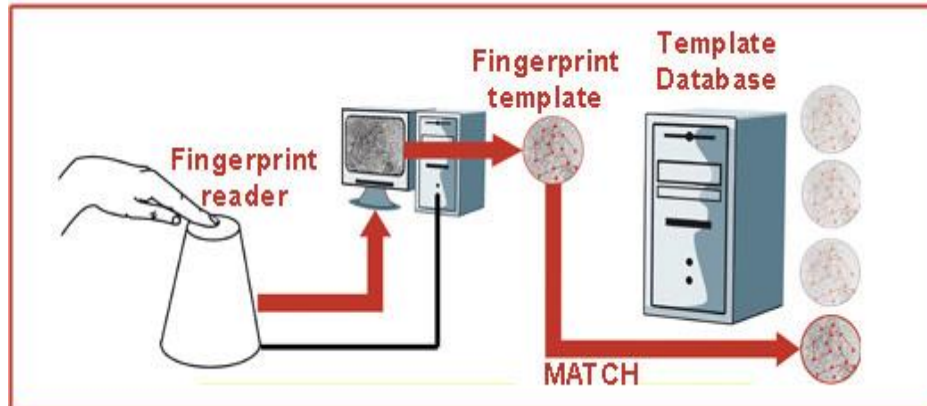 Fingerprint
reader
Fingerprint
template
Template
Database
MATCH